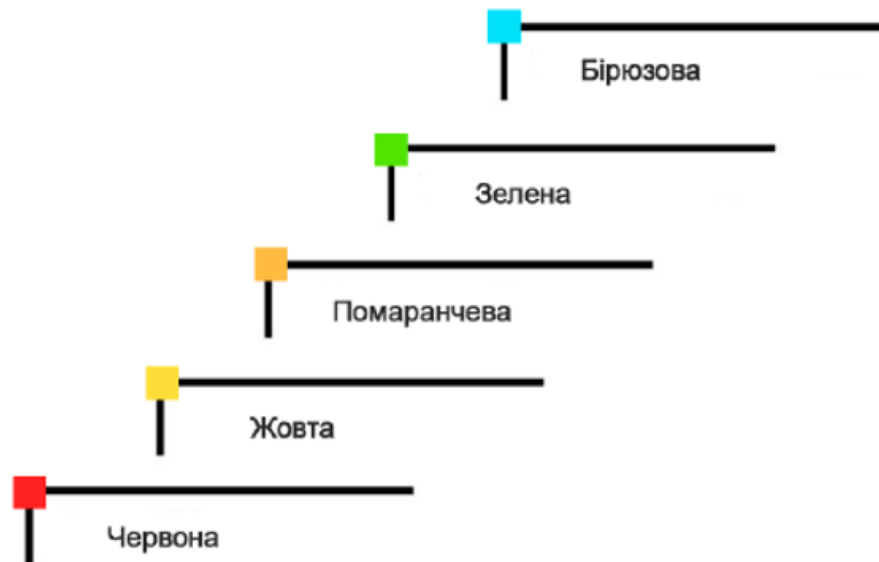 Бірюзова
Зелена
Помаранчева
Жовта
Червона